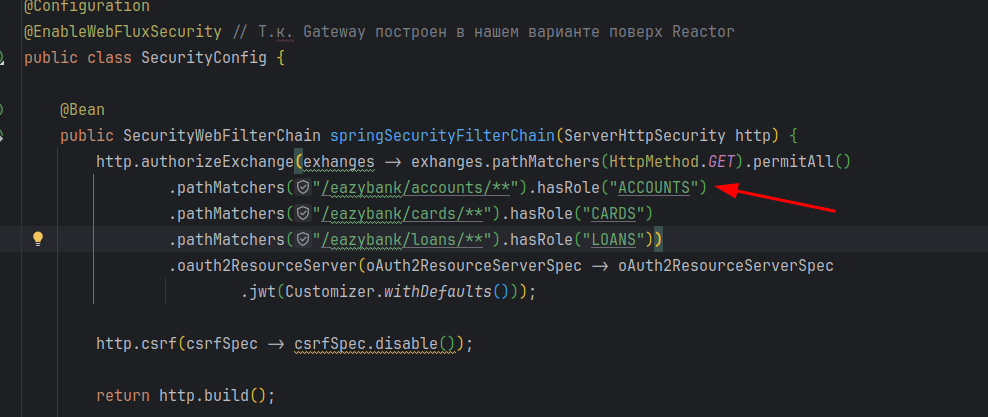 @Configuration
@EnableWebFluxSecurity // Т.к. Gateway построен в нашем варианте поверх Reactor
public class SecurityConfig {
@Bean
public SecurityWebFilterChain springSecurityFilterChain(ServerHttpSecurity http) {
http.authorizeExchange(exhanges -> exhanges.pathMatchers(HttpMethod.GET).permitAll()
.pathMatchers("/eazybank/accounts/**").hasRole("ACCOUNTS")
.pathMatchers("/eazybank/cards/**").hasRole("CARDS")
.pathMatchers("/eazybank/loans/**").hasRole("LOANS"))
.oauth2ResourceServer(oAuth2ResourceServerSpec -> oAuth2ResourceServerSpec
.jwt(Customizer.withDefaults()));
http.csrf(csrfSpec -> csrfSpec.disable());
return http.build();